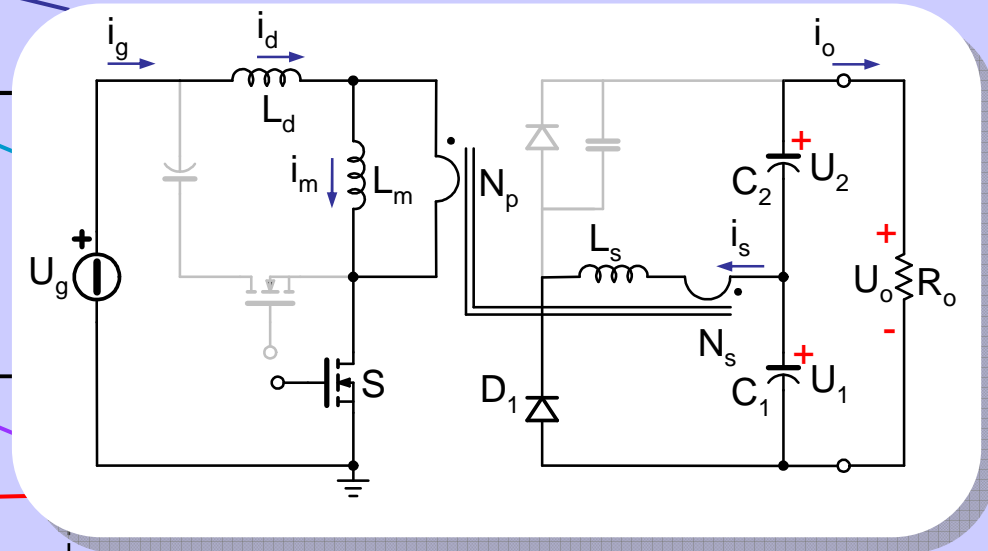 i_g
i_d
i_o
L_d
i_m
L_m
N_p
+
U_g
S
D_1
L_s
i_s
N_s
C_2
+
U_2
C_1
+
U_1
+
U_o
R_o
-